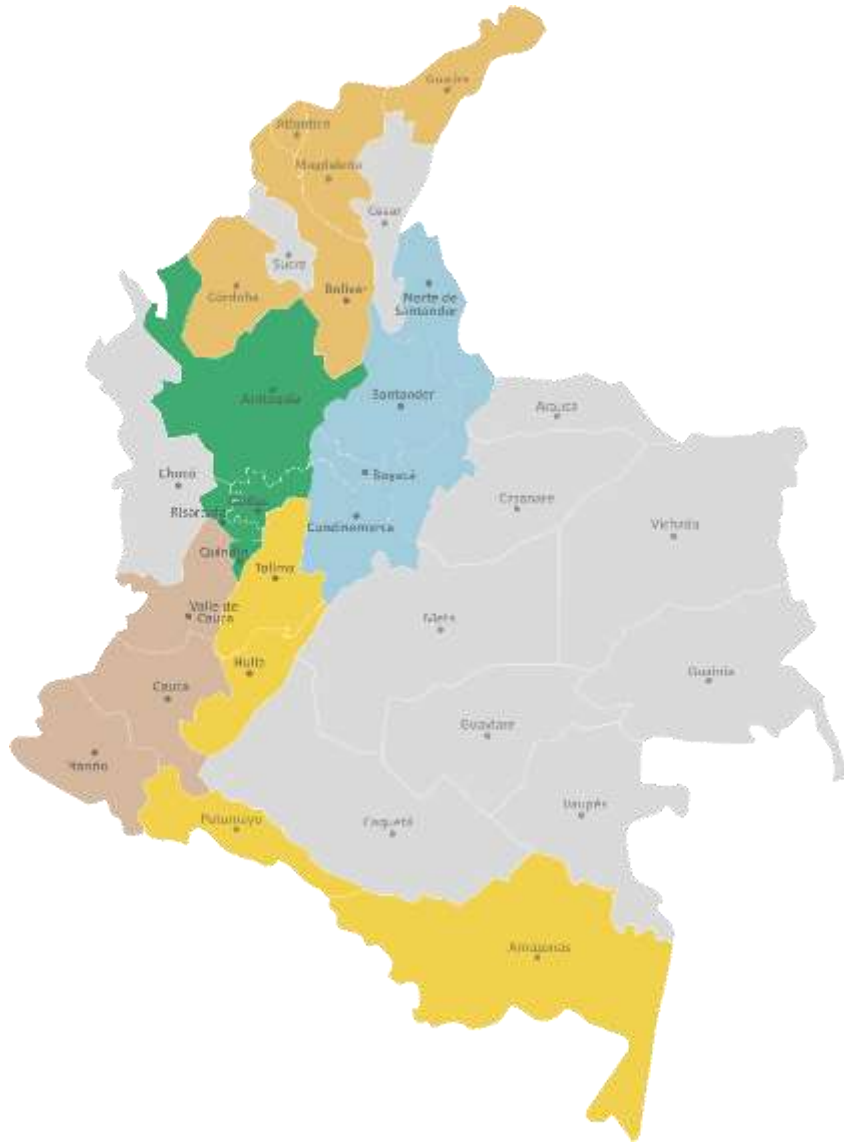 Guajira
Atlántico
Magdalena
Cesar
Sucre
Córdoba
Bolívar
Norte de
Santander
Antioquia
Santander
Arauca
Chocó
Boyacá
Casanare
Caldas
Risaralda
Cundinamarca
Vichada
Quindío
Tolima
Valle de
Cauca
Meta
Huila
Guainía
Cauca
Guaviare
Nariño
Putumayo
Caquetá
Vaupés
Amazonas